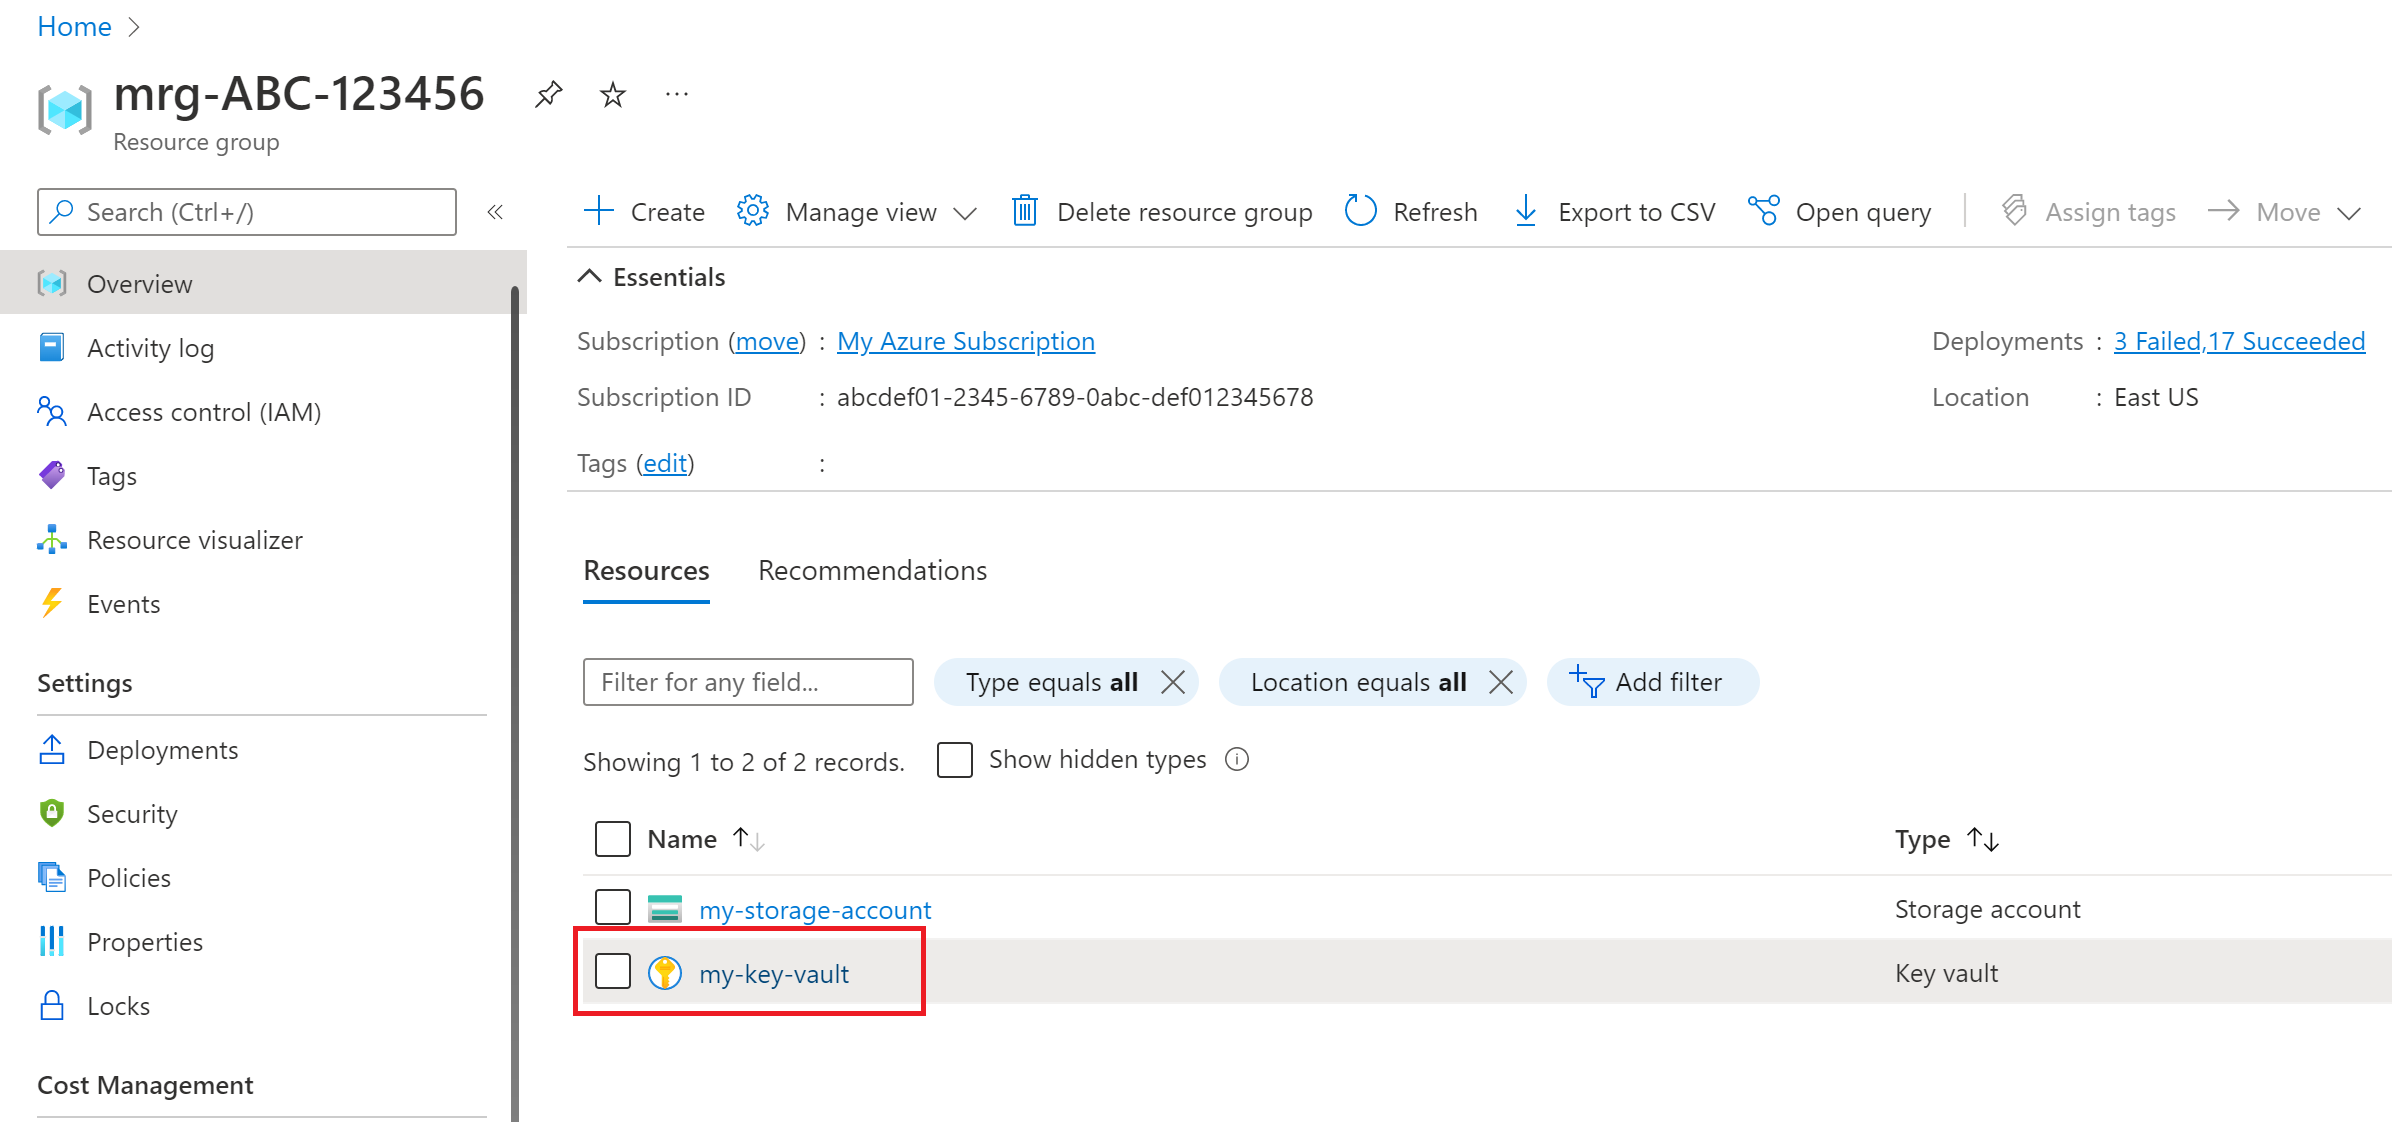 Home
mrg-ABC-123456
Resource group
Search (Ctrl+/)
Overview
Activity log
Access control (IAM)
Tags
Resource visualizer
Events
Settings
Deployments
Security
Policies
Properties
Locks
Cost Management
Create Manage view Delete resource group Refresh Export to CSV Open query Assign tags Move
Essentials
Subscription (move) : My Azure Subscription
Deployments : 3 Failed,17 Succeeded
Subscription ID : abcdef01-2345-6789-0abc-def012345678
Location : East US
Tags (edit) :
Resources Recommendations
Filter for any field... Type equals all Location equals all Add filter
Showing 1 to 2 of 2 records. Show hidden types
Name Type
my-storage-account Storage account
my-key-vault Key vault